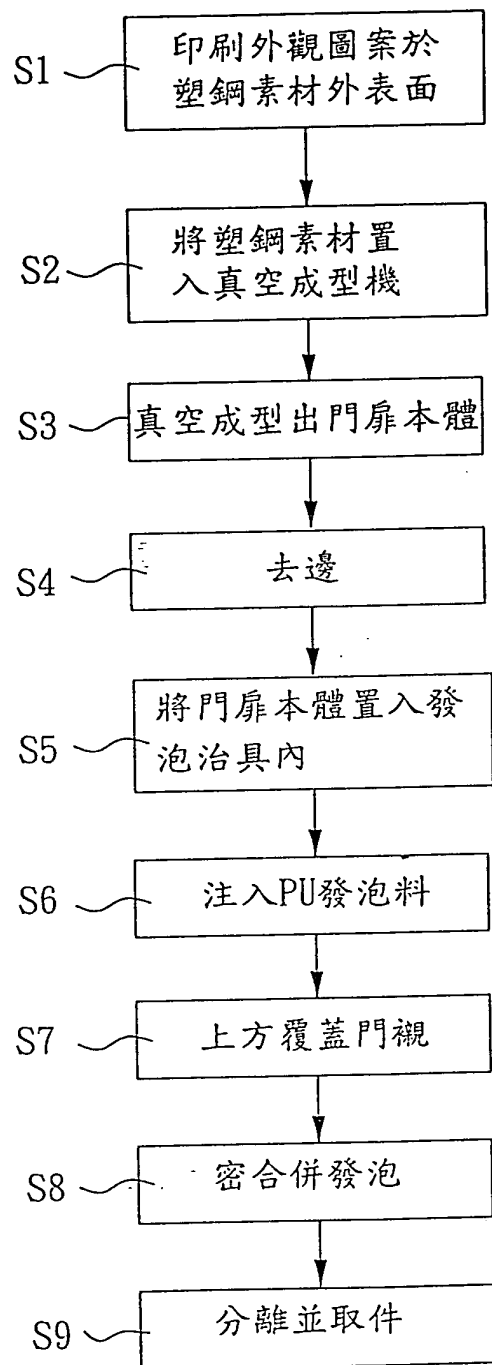 S1
印刷外觀圖案於
塑鋼素材外表面
S2
將塑鋼素材置
入真空成型機
S3
真空成型出門扉本體
S4
去邊
S5
將門扉本體置入發
泡治具內
S6
注入PU發泡料
S7
上方覆蓋門襯
S8
密合併發泡
S9
分離並取件